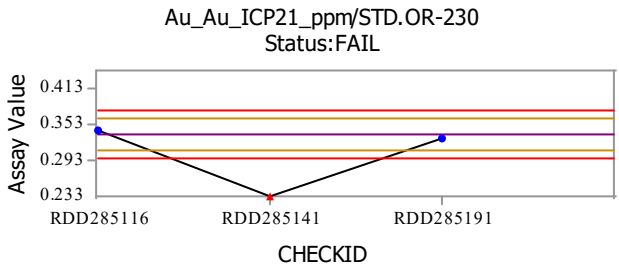 Au_Au_ICP21_ppm/STD.OR-230
Status:FAIL
Assay Value
0.413
0.353
0.293
0.233
RDD285116 RDD285141 RDD285191
CHECKID